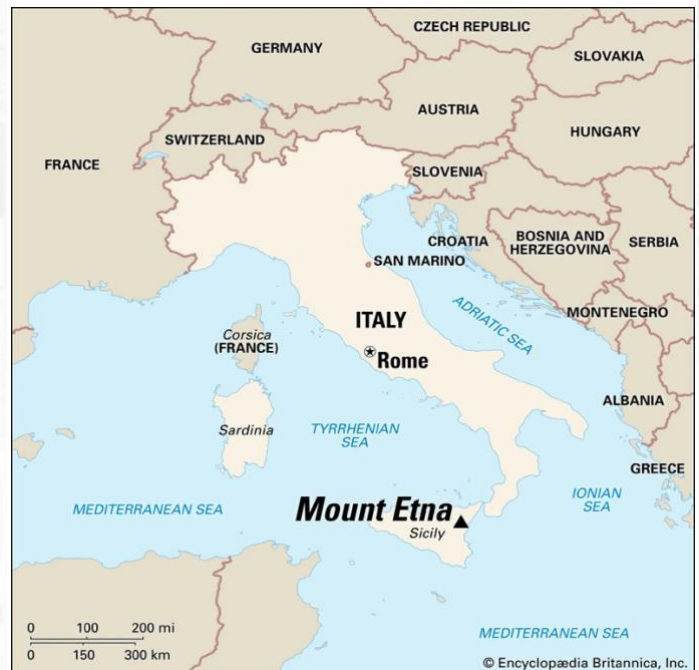 CZECH REPUBLIC
GERMANY
SLOVAKIA
AUSTRIA
HUNGARY
SWITZERLAND
FRANCE
SLOVENIA
CROATIA
BOSNIA AND
HERZEGOVINA
SERBIA
SAN MARINO
ADRIATIC SEA
MONTENEGRO
ITALY
Corsica
(FRANCE)
Rome
ALBANIA
Sardinia
TYRRHENIAN
SEA
GREECE
IONIAN
SEA
MEDITERRANEAN SEA
Mount Etna
Sicily
0 100 200 mi
0 150 300 km
MEDITERRANEAN SEA
© Encyclopædia Britannica, Inc.